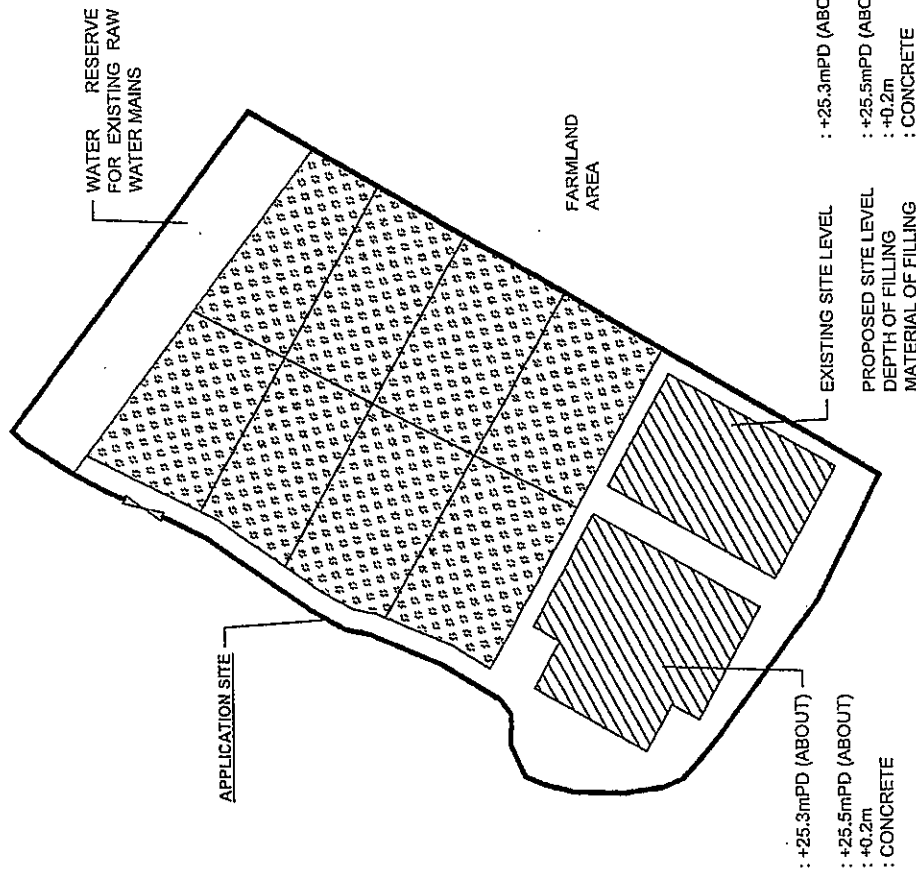 WATER RESERVE
FOR EXISTING RAW
WATER MAINS
FARMLAND
AREA
APPLICATION SITE
EXISTING SITE LEVEL : +25.3mPD (ABO
PROPOSED SITE LEVEL : +25.5mPD (ABO
DEPTH OF FILLING : +0.2m
MATERIAL OF FILLING : CONCRETE
: +25.3mPD (ABOUT)
: +25.5mPD (ABOUT)
: +0.2m
: CONCRETE